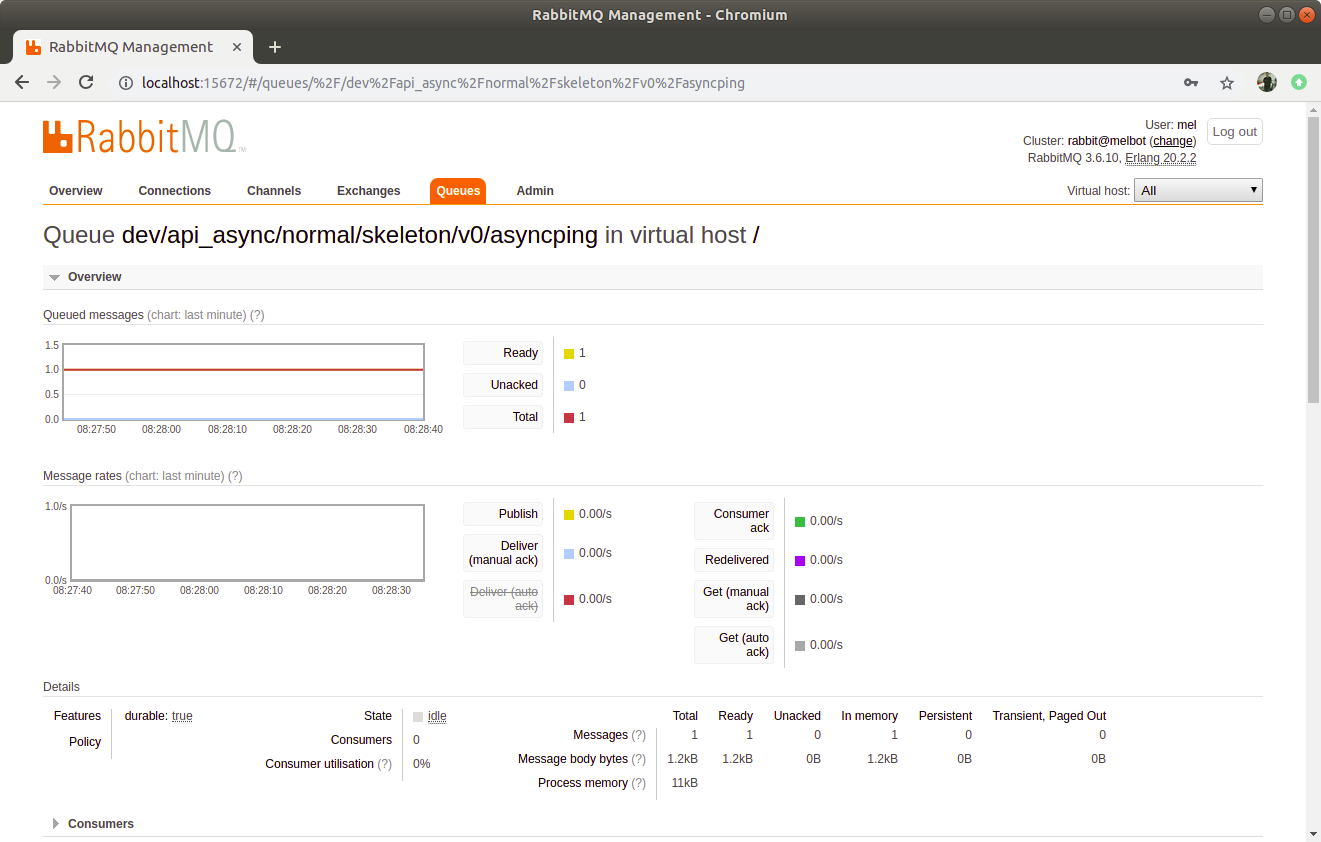 RabbitMQ Management - Chromium
RabbitMQ Management
localhost:15672/#/queues/%2F/dev%2Fapi_async%2Fnormal%2Fskeleton%2Fv0%2Fasyncping
RabbitMQ TM
User: mel
Cluster: rabbit@melbot (change)
RabbitMQ 3.6.10, Erlang 20.2.2
Log out
Overview Connections Channels Exchanges Queues Admin
Virtual host: All
Queue dev/api_async/normal/skeleton/v0/asyncping in virtual host /
Overview
Queued messages (chart: last minute) (?)
1.5
1.0
0.5
0.0
08:27:50 08:28:00 08:28:10 08:28:20 08:28:30 08:28:40
Ready 1
Unacked 0
Total 1
Message rates (chart: last minute) (?)
1.0/s
0.0/s
08:27:40 08:27:50 08:28:00 08:28:10 08:28:20 08:28:30
Publish 0.00/s
Deliver
(manual ack) 0.00/s
Deliver (auto
ack) 0.00/s
Consumer
ack 0.00/s
Redelivered 0.00/s
Get (manual
ack) 0.00/s
Get (auto
ack) 0.00/s
Details
Features durable: true
Policy
State idle
Consumers 0
Consumer utilisation (?) 0%
Total Ready Unacked In memory Persistent Transient, Paged Out
Messages (?) 1 1 0 1 0 0
Message body bytes (?) 1.2kB 1.2kB 0B 1.2kB 0B 0B
Process memory (?) 11kB
Consumers